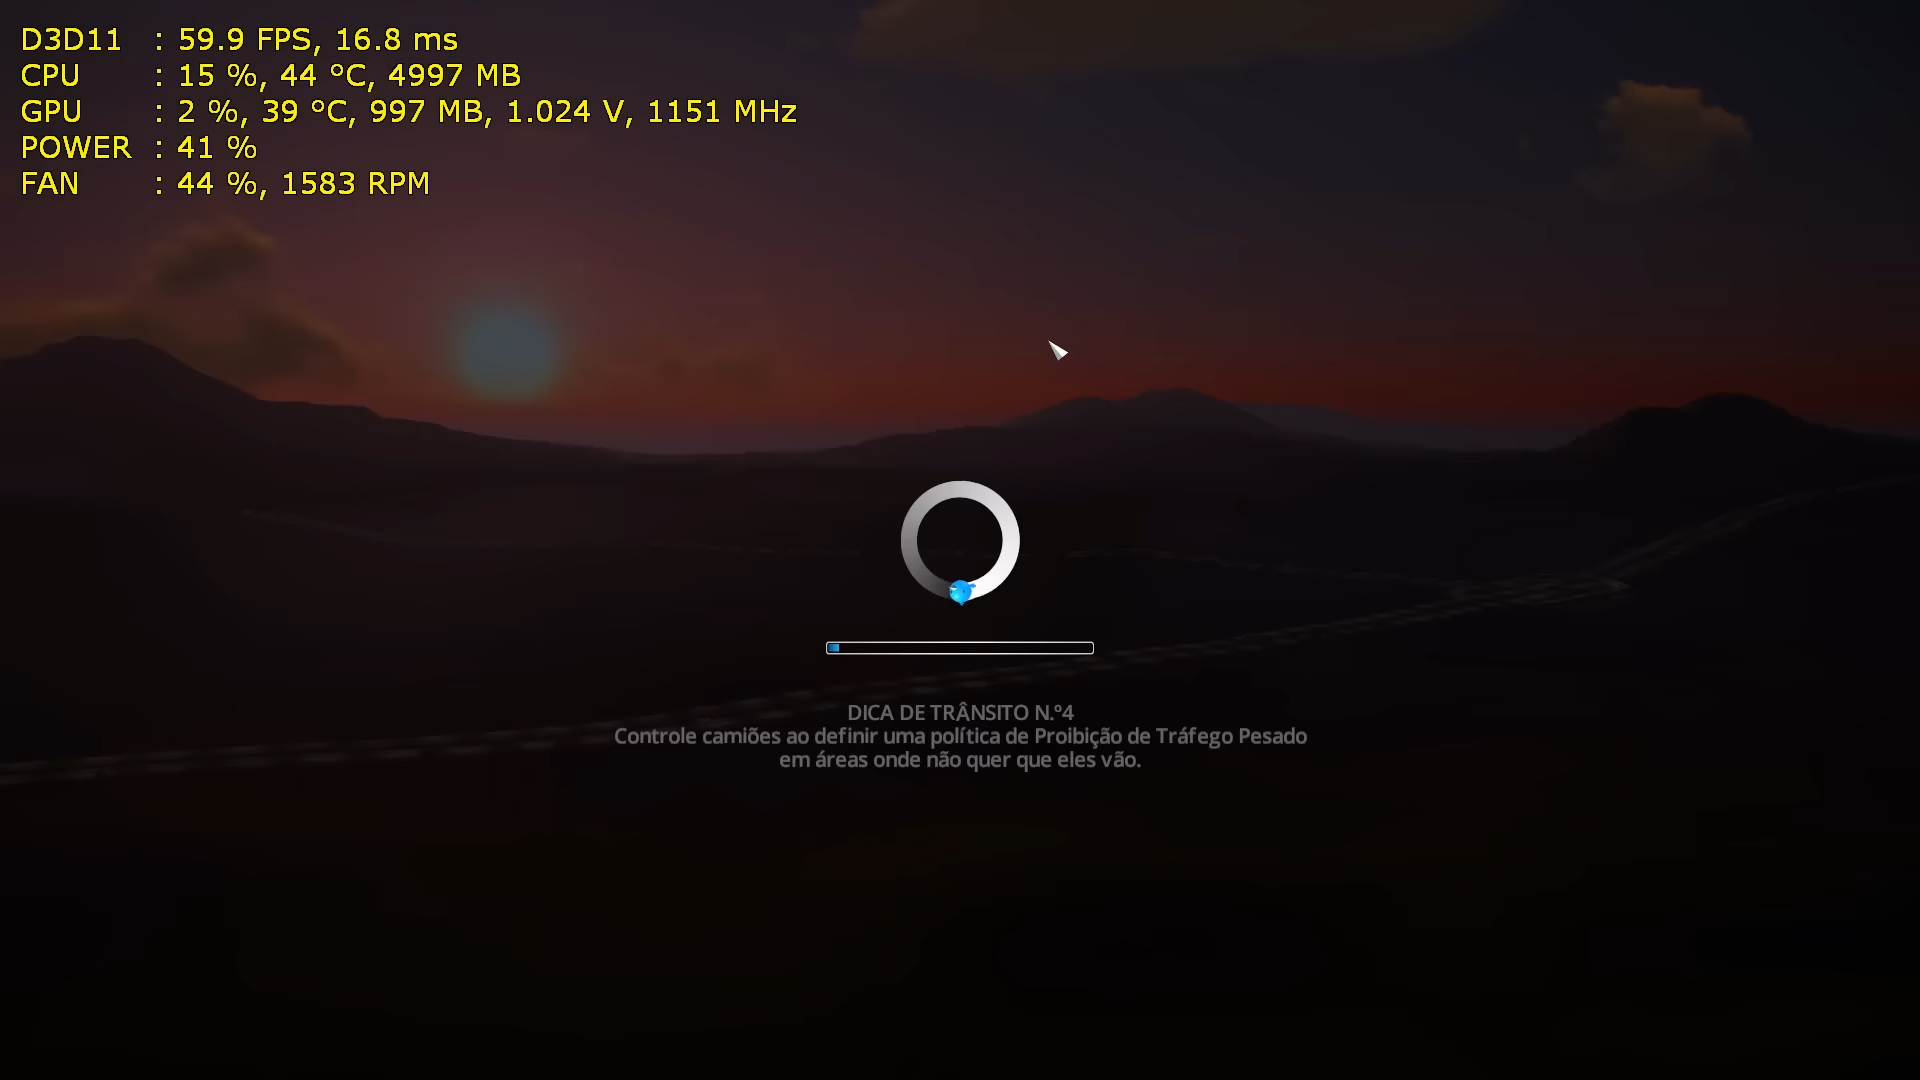 D3D11 : 59.9 FPS, 16.8 ms
CPU : 15 %, 44 °C, 4997 MB
GPU : 2 %, 39 °C, 997 MB, 1.024 V, 1151 MHz
POWER : 41 %
FAN : 44 %, 1583 RPM
DICA DE TRÂNSITO N.º4
Controle camiões ao definir uma política de Proibição de Tráfego Pesado
em áreas onde não quer que eles vão.